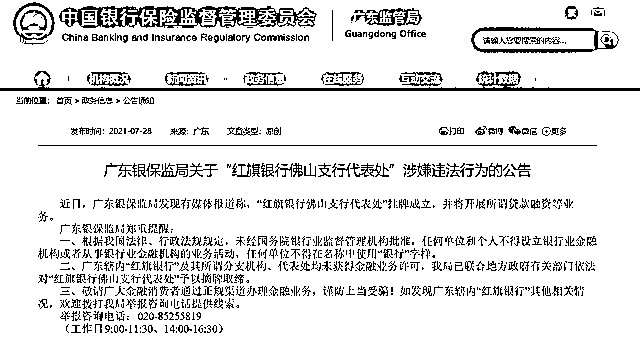 中国银行保险监督管理委员会
China Banking and Insurance Regulatory Commission
广东监管局
Guangdong Office
请输入您要搜索的内容...
机构概况 新闻资讯 政务信息 在线服务 互动交流 统计数据
当前位置: 首页 > 政务信息 > 公告通知
发布时间: 2021-07-28 来源: 广东 文章类型: 原创 打印 微博 微信 更多
广东银保监局关于“红旗银行佛山支行代表处”涉嫌违法行为的公告
近日,广东银保监局发现有媒体报道称,“红旗银行佛山支行代表处”挂牌成立,并将开展所谓贷款融资等业
务。
广东银保监局郑重提醒:
一、根据我国法律、行政法规规定,未经国务院银行业监督管理机构批准,任何单位和个人不得设立银行业金融
机构或者从事银行业金融机构的业务活动,任何单位不得在名称中使用“银行”字样。
二、广东辖内“红旗银行”及其所谓分支机构、代表处均未获得金融业务许可,我局已联合地方政府有关部门依法
对“红旗银行佛山支行代表处”予以摘牌取缔。
三、敬请广大金融消费者通过正规渠道办理金融业务,谨防上当受骗!如发现广东辖内“红旗银行”其他相关情
况,欢迎拨打我局举报咨询电话提供线索。
举报咨询电话: 020-85255819
(工作日9:00-11:30、14:00-16:30)